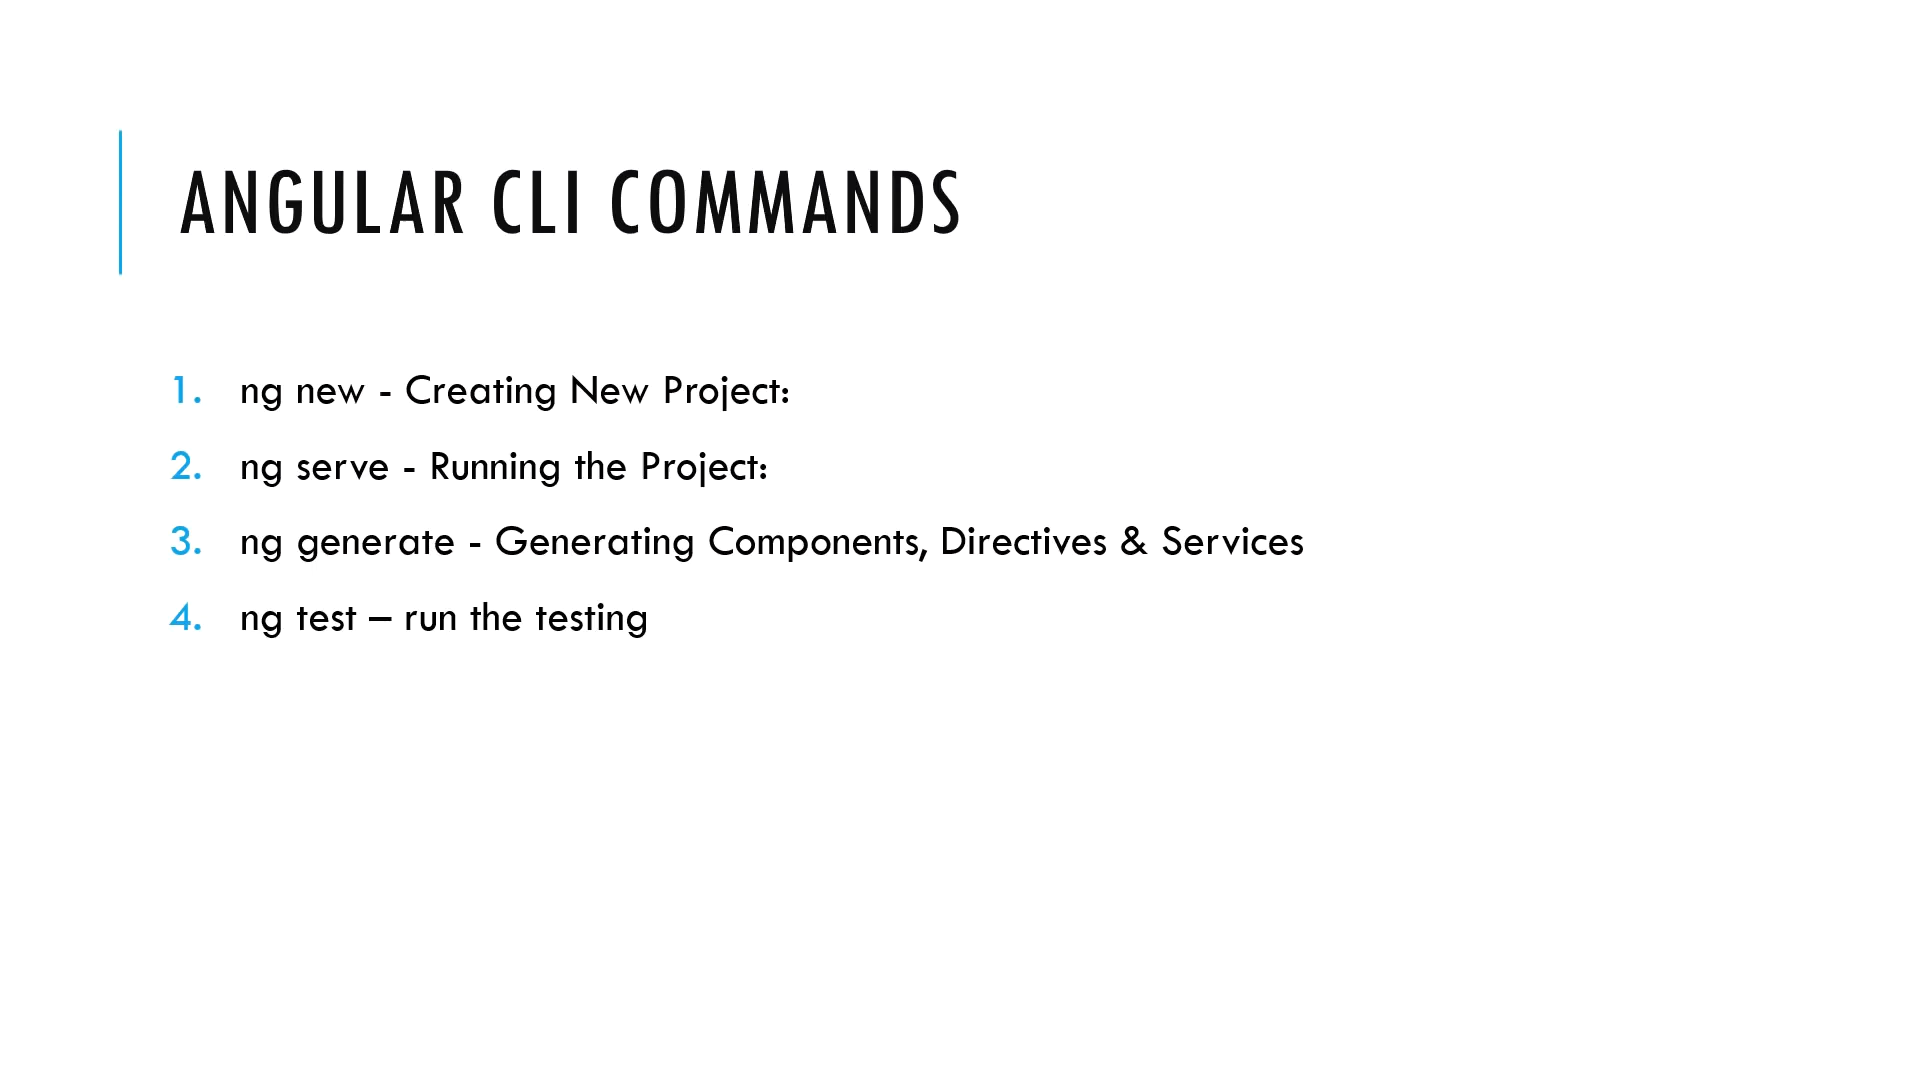 ANGULAR CLI COMMANDS
1. ng new - Creating New Project:
2. ng serve - Running the Project:
3. ng generate - Generating Components, Directives & Services
4. ng test – run the testing